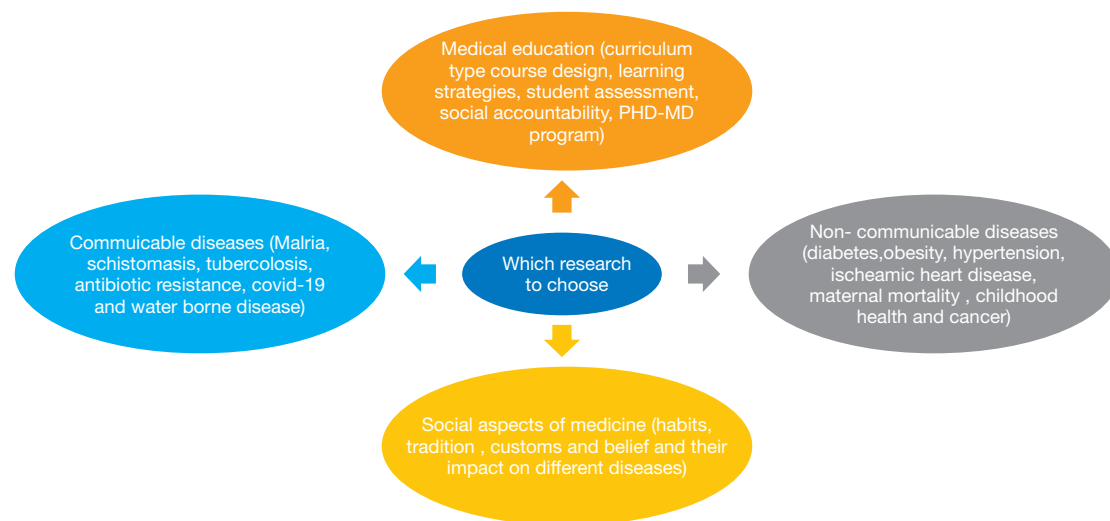 Medical education (curriculum
type course design, learning
strategies, student assessment,
social accountability, PHD-MD
program)
Commuicable diseases (Malria,
schistomasis, tubercolosis,
antibiotic resistance, covid-19
and water borne disease)
Which research
to choose
Non- communicable diseases
(diabetes,obesity, hypertension,
ischeamic heart disease,
maternal mortality , childhood
health and cancer)
Social aspects of medicine (habits,
tradition , customs and belief and their
impact on different diseases)